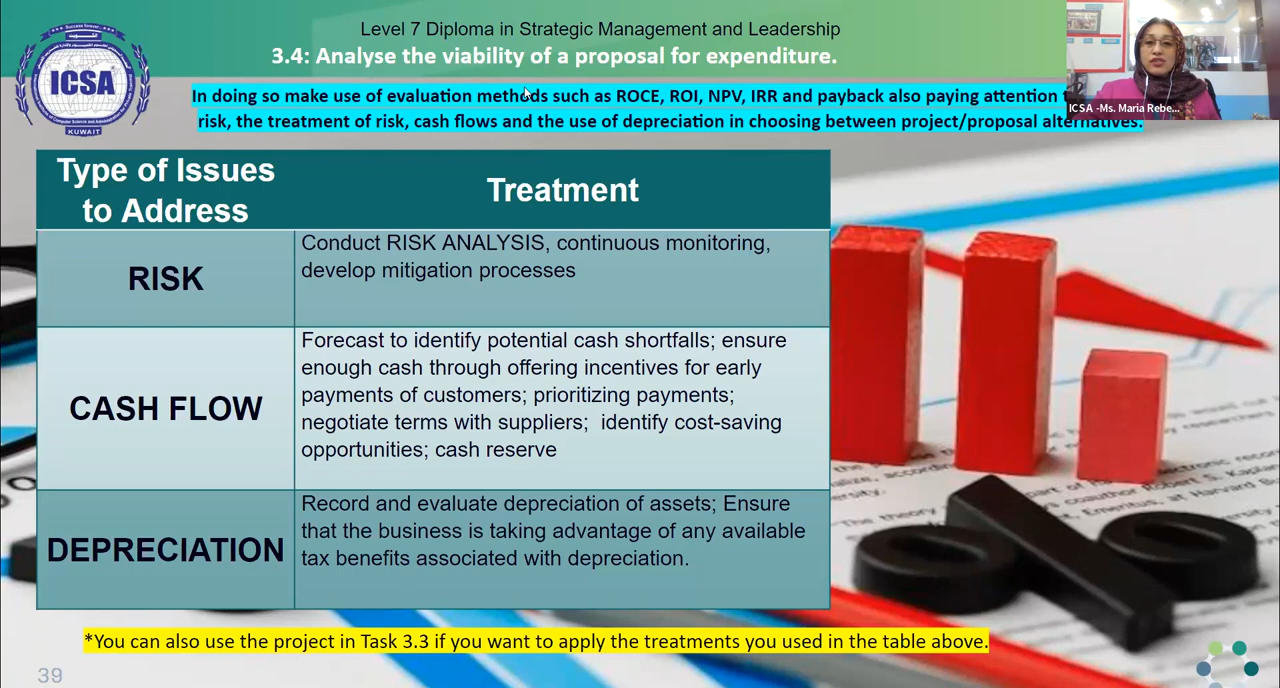 Level 7 Diploma in Strategic Management and Leadership
3.4: Analyse the viability of a proposal for expenditure.
In doing so make use of evaluation methods such as ROCE, ROI, NPV, IRR and payback also paying attention
risk, the treatment of risk, cash flows and the use of depreciation in choosing between project/proposal alternatives.
ICSA
KUWAIT
ICSA -Ms. Maria Rebe...
Type of Issues
to Address
Treatment
RISK
Conduct RISK ANALYSIS, continuous monitoring,
develop mitigation processes
CASH FLOW
Forecast to identify potential cash shortfalls; ensure
enough cash through offering incentives for early
payments of customers; prioritizing payments;
negotiate terms with suppliers;  identify cost-saving
opportunities; cash reserve
DEPRECIATION
Record and evaluate depreciation of assets; Ensure
that the business is taking advantage of any available
tax benefits associated with depreciation.
*You can also use the project in Task 3.3 if you want to apply the treatments you used in the table above.
39